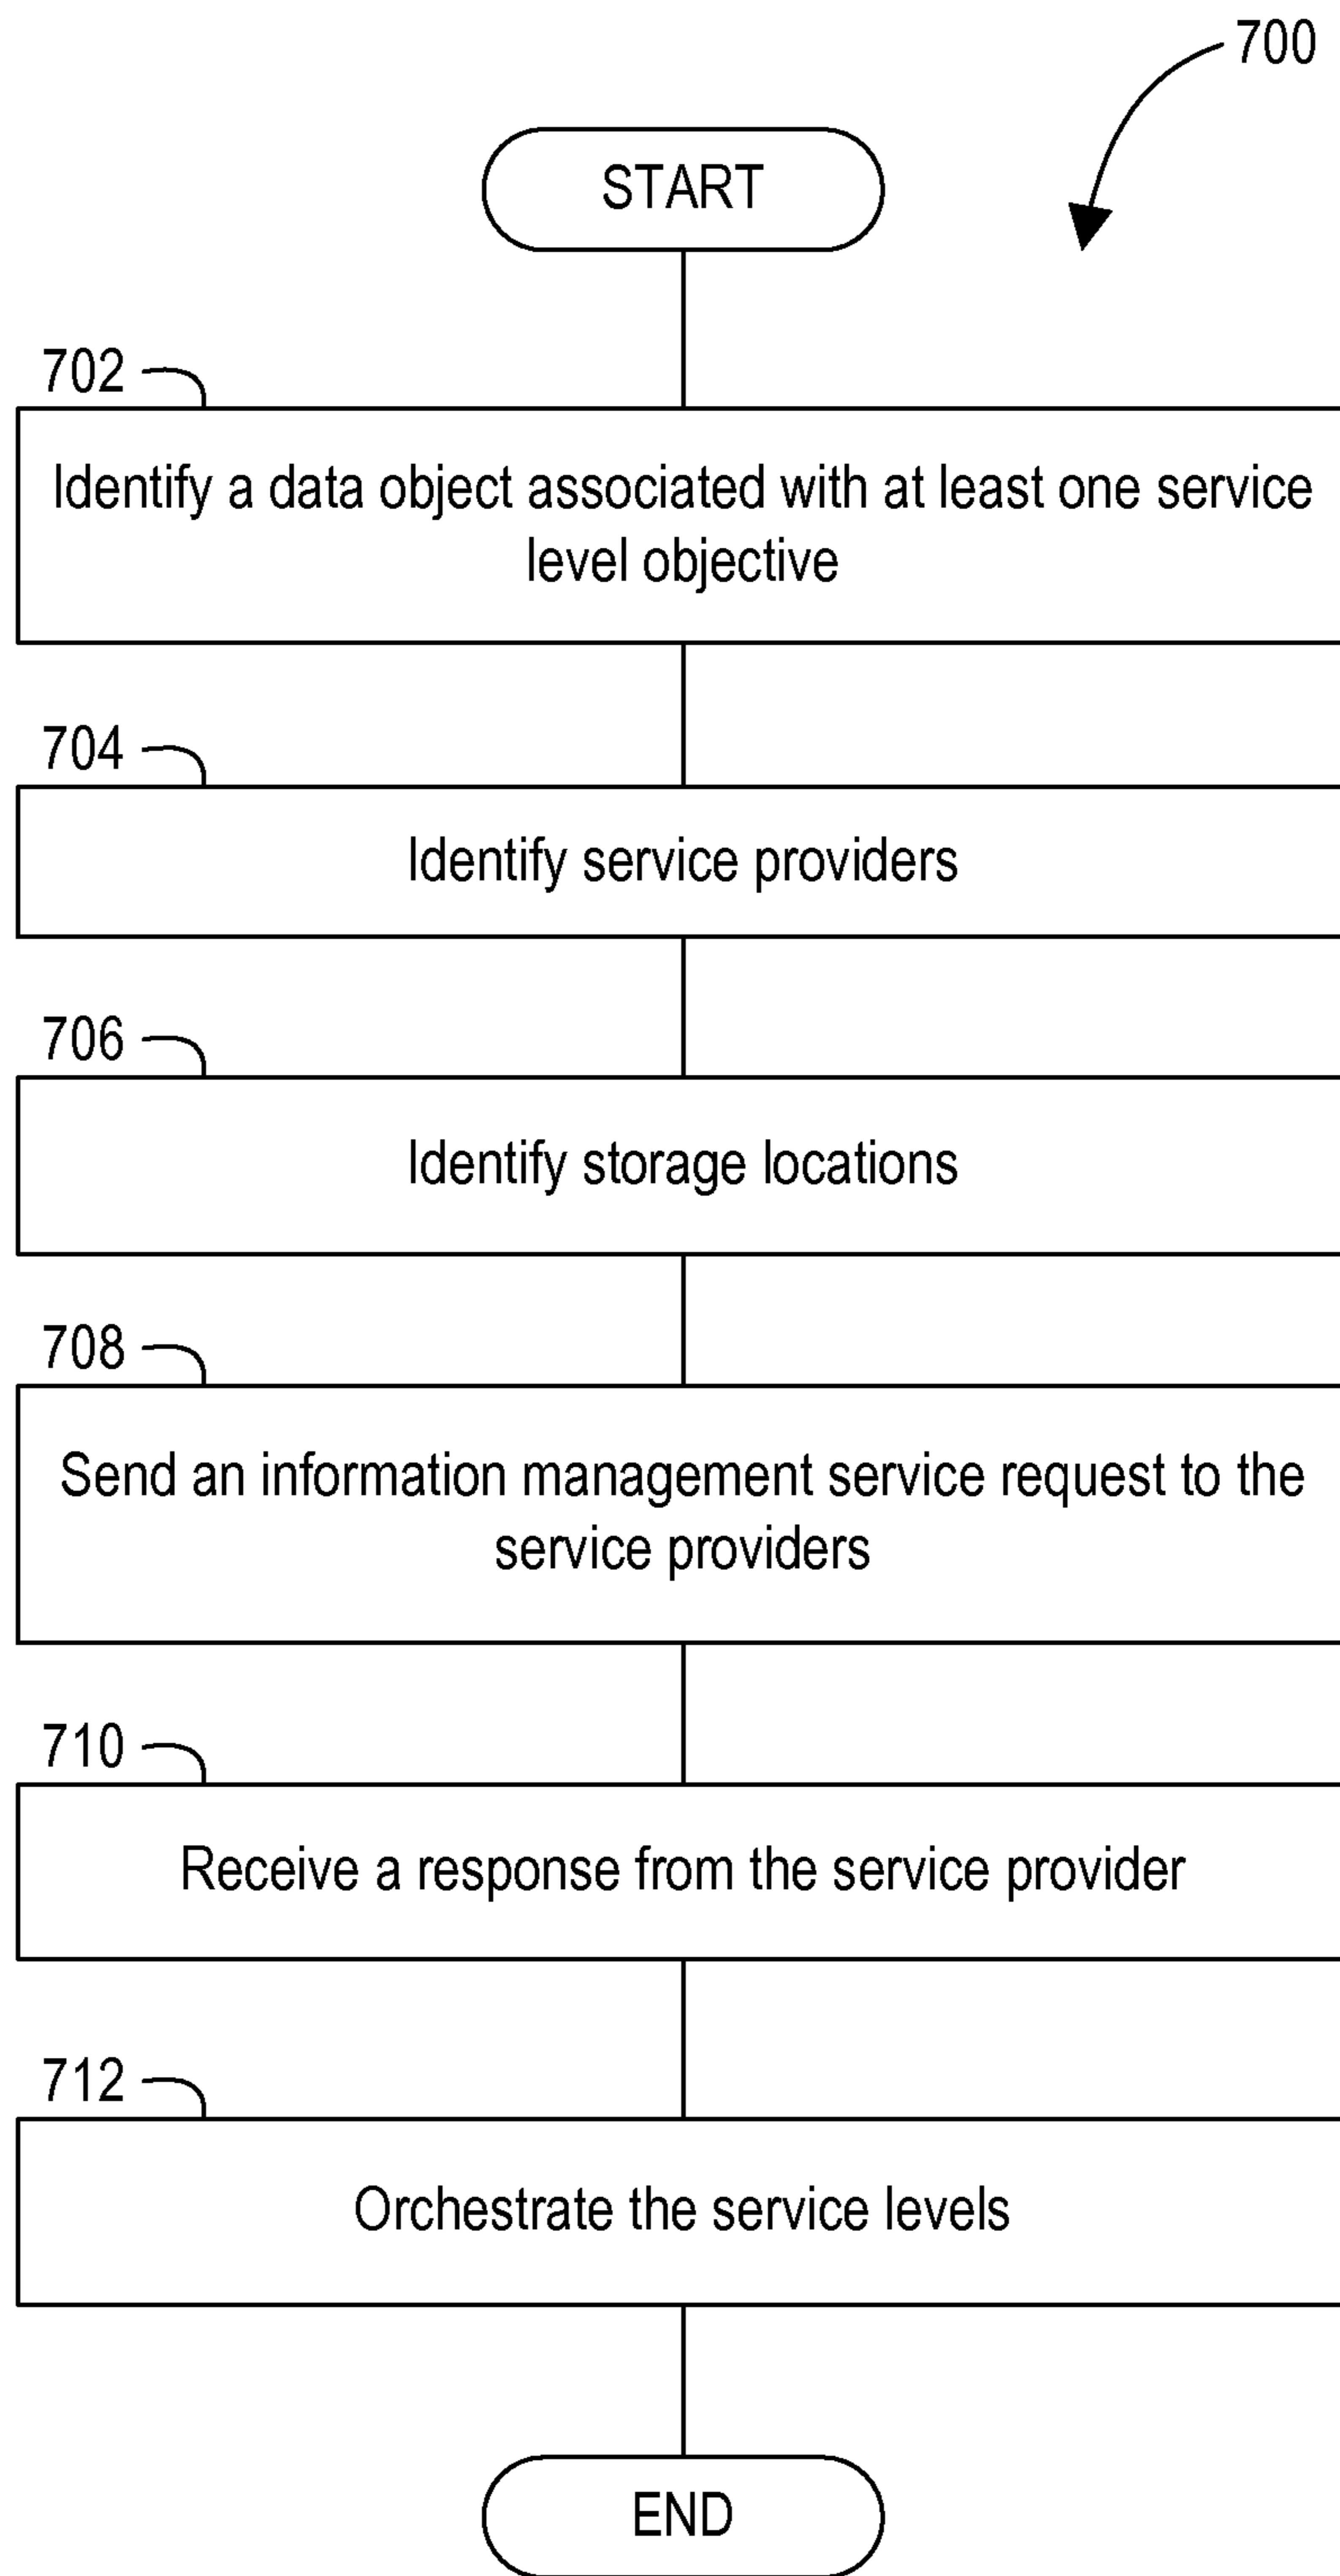 700
START
702
Identify a data object associated with at least one service
level objective
704
Identify service providers
706
Identify storage locations
708
Send an information management service request to the
service providers
710
Receive a response from the service provider
712
Orchestrate the service levels
END